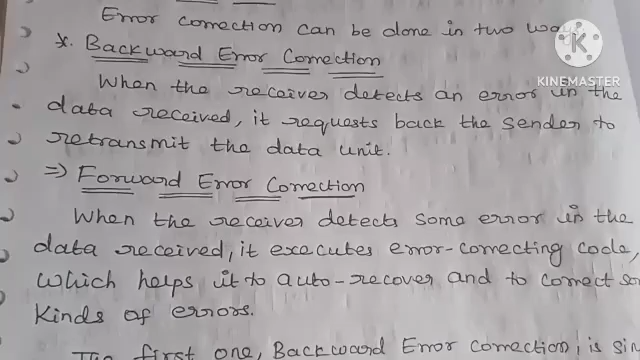 Error correction can be done in two ways
*. Backward Error Correction
When the receiver detects an error in the
data received, it requests back the sender to
retransmit the data unit.
=> Forward Error Correction
When the receiver detects some error in the
data received, it executes error-correcting code,
which helps it to auto-recover and to correct
kinds of errors.
The first one, Backward Error correction, is
KINEMASTER